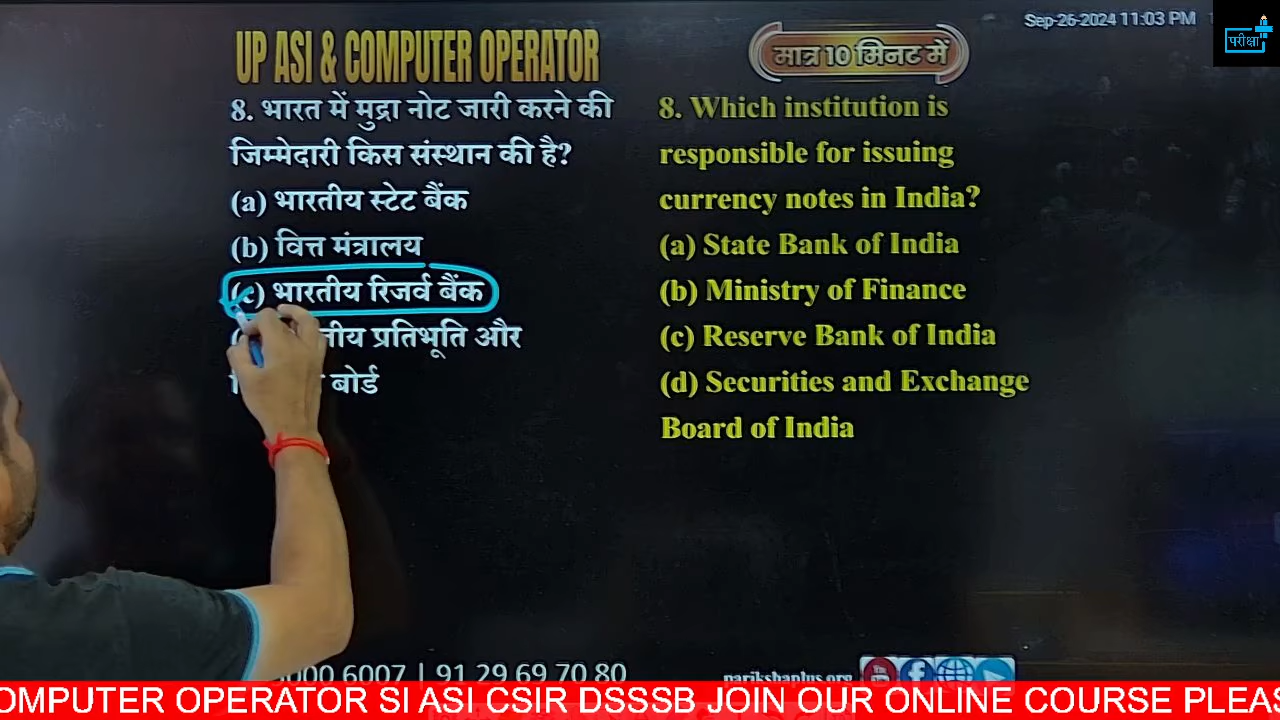 Sep-26-2024 11:03 PM
परीक्षा
UP ASI & COMPUTER OPERATOR
मात्र 10 मिनट में
8. भारत में मुद्रा नोट जारी करने की
जिम्मेदारी किस संस्थान की है?
(a) भारतीय स्टेट बैंक
(b) वित्त मंत्रालय
(c) भारतीय रिजर्व बैंक
प्रतिभूति और
बोर्ड
8. Which institution is
responsible for issuing
currency notes in India?
(a) State Bank of India
(b) Ministry of Finance
(c) Reserve Bank of India
(d) Securities and Exchange
Board of India
6007 | 91 29 69 70 80
parikshaplus.org
COMPUTER OPERATOR SI ASI CSIR DSSSB JOIN OUR ONLINE COURSE